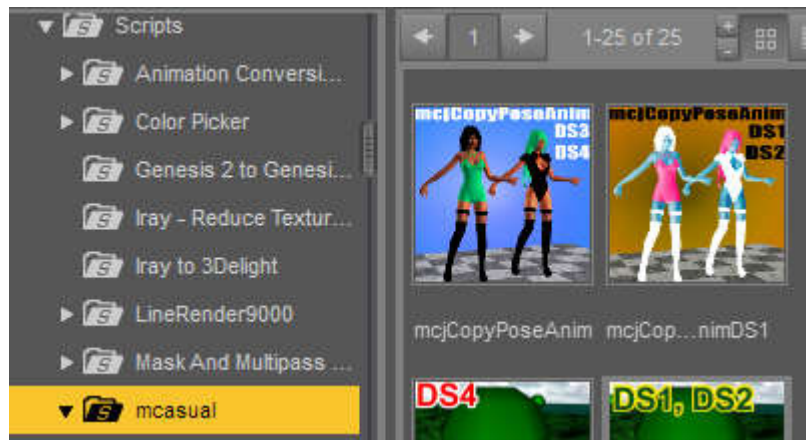 Scripts
Animation Conversi...
Color Picker
Genesis 2 to Genesi...
Iray - Reduce Textur...
Iray to 3Delight
LineRender9000
Mask And Multipass ...
mcasual
1
1-25 of 25
mcjCopyPoseAnim
DS3
DS4
mcjCopyPoseAnim
DS1
DS2
mcjCopyPoseAnim
mcjCop...nimDS1
DS4
DS1, DS2